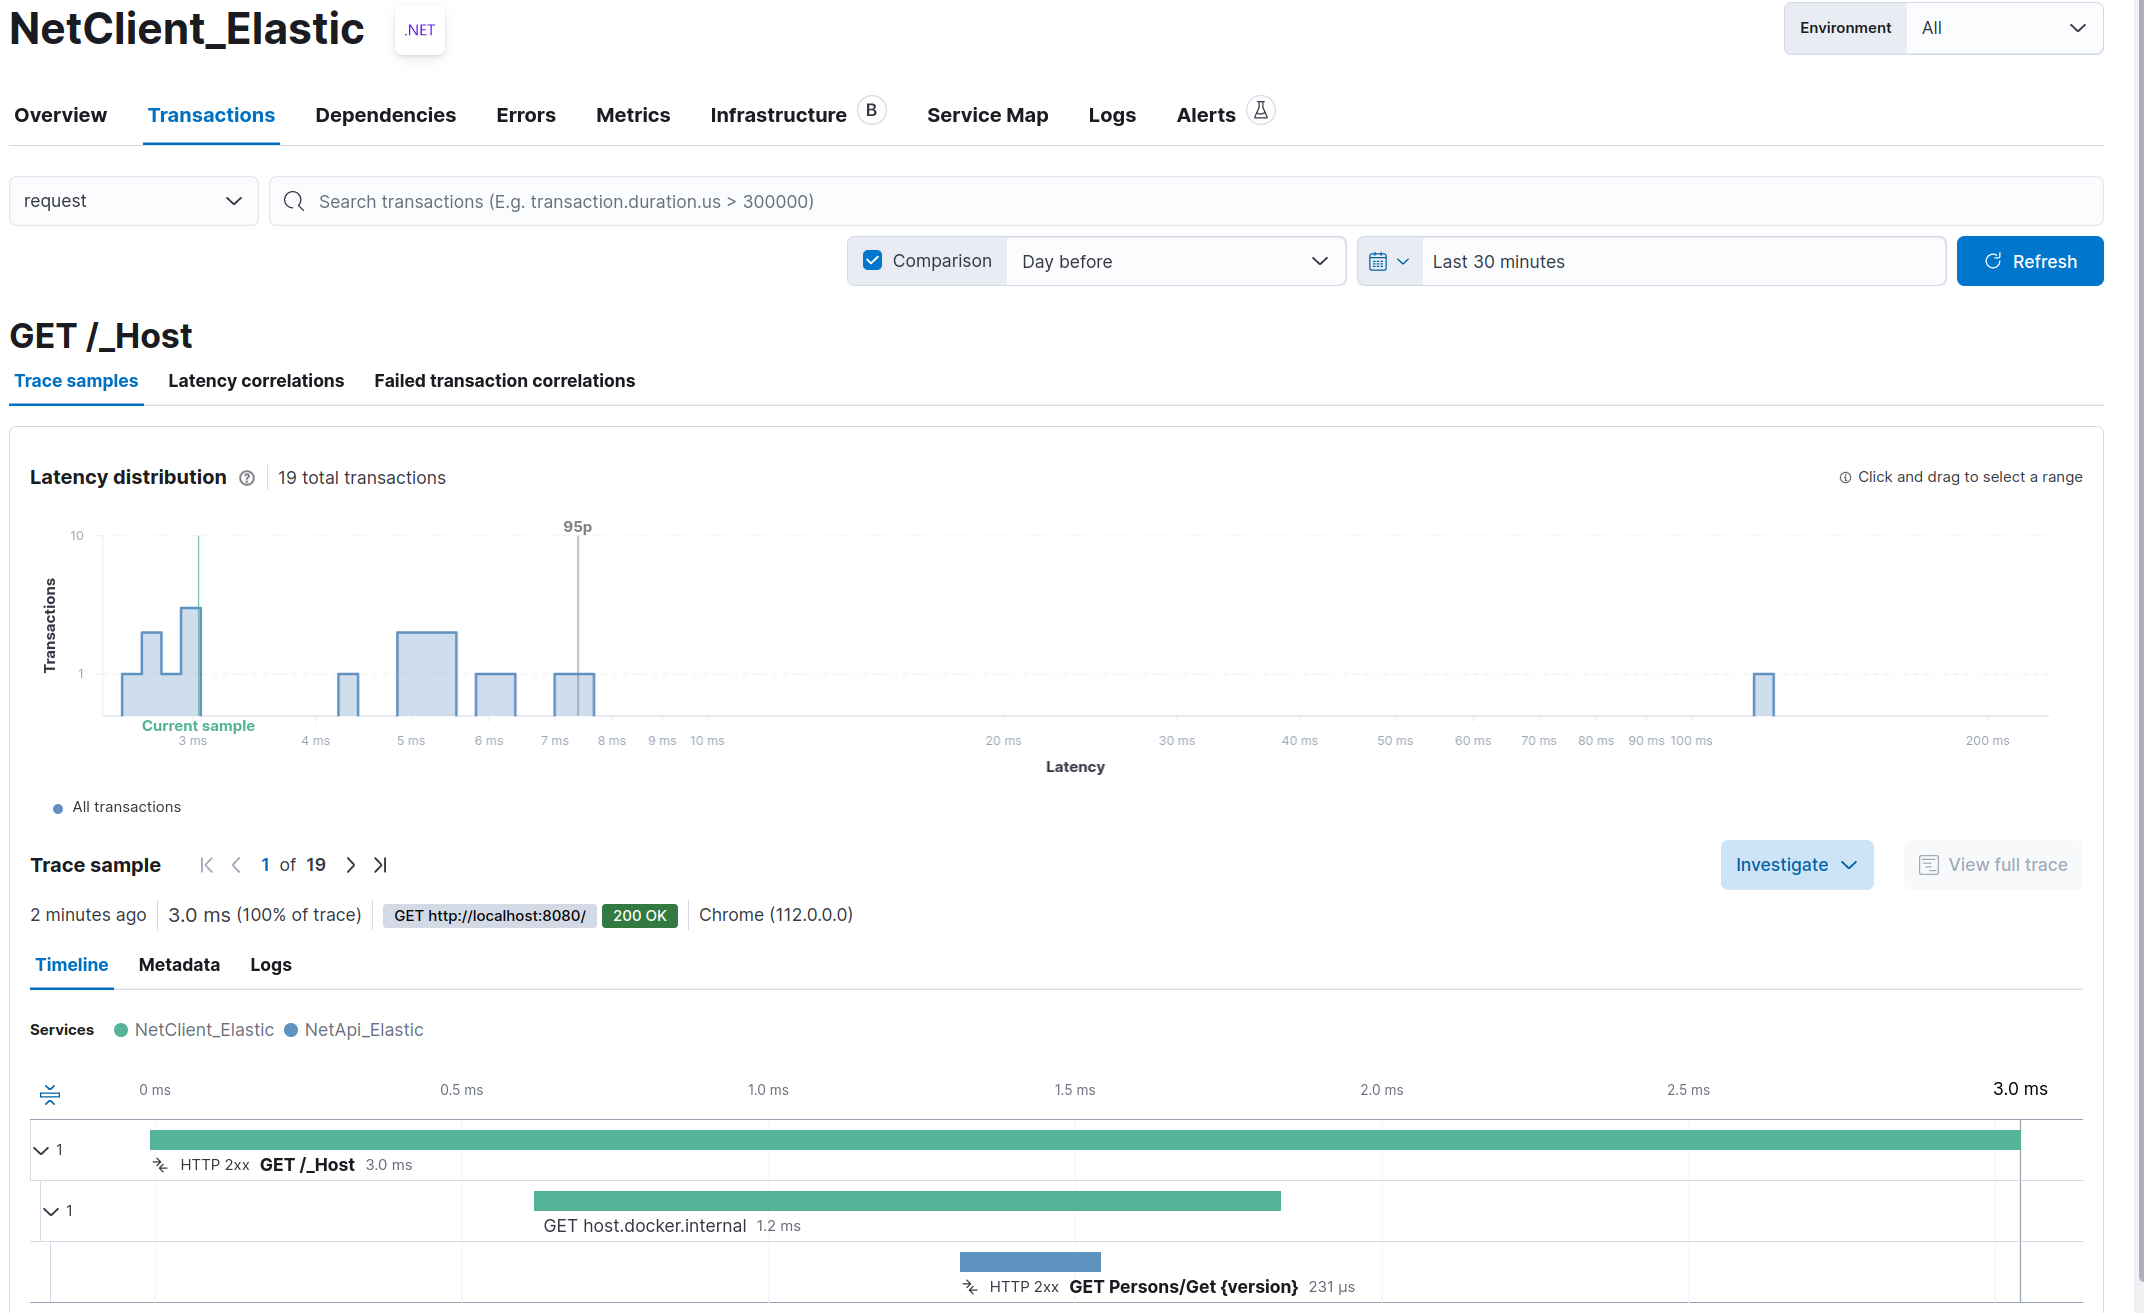 NetClient_Elastic .NET Environment All
Overview Transactions Dependencies Errors Metrics Infrastructure B Service Map Logs Alerts
request Search transactions (E.g. transaction.duration.us > 300000)
Comparison Day before Last 30 minutes Refresh
GET /_Host
Trace samples Latency correlations Failed transaction correlations
Latency distribution 19 total transactions Click and drag to select a range
95p
10
Transactions
1
Current sample
3 ms 4 ms 5 ms 6 ms 7 ms 8 ms 9 ms 10 ms 20 ms 30 ms 40 ms 50 ms 60 ms 70 ms 80 ms 90 ms 100 ms 200 ms
Latency
All transactions
Trace sample 1 of 19 Investigate View full trace
2 minutes ago 3.0 ms (100% of trace) GET http://localhost:8080/ 200 OK Chrome (112.0.0.0)
Timeline Metadata Logs
Services NetClient_Elastic NetApi_Elastic
0 ms 0.5 ms 1.0 ms 1.5 ms 2.0 ms 2.5 ms 3.0 ms
1
HTTP 2xx GET /_Host 3.0 ms
1
GET host.docker.internal 1.2 ms
HTTP 2xx GET Persons/Get {version} 231 μs